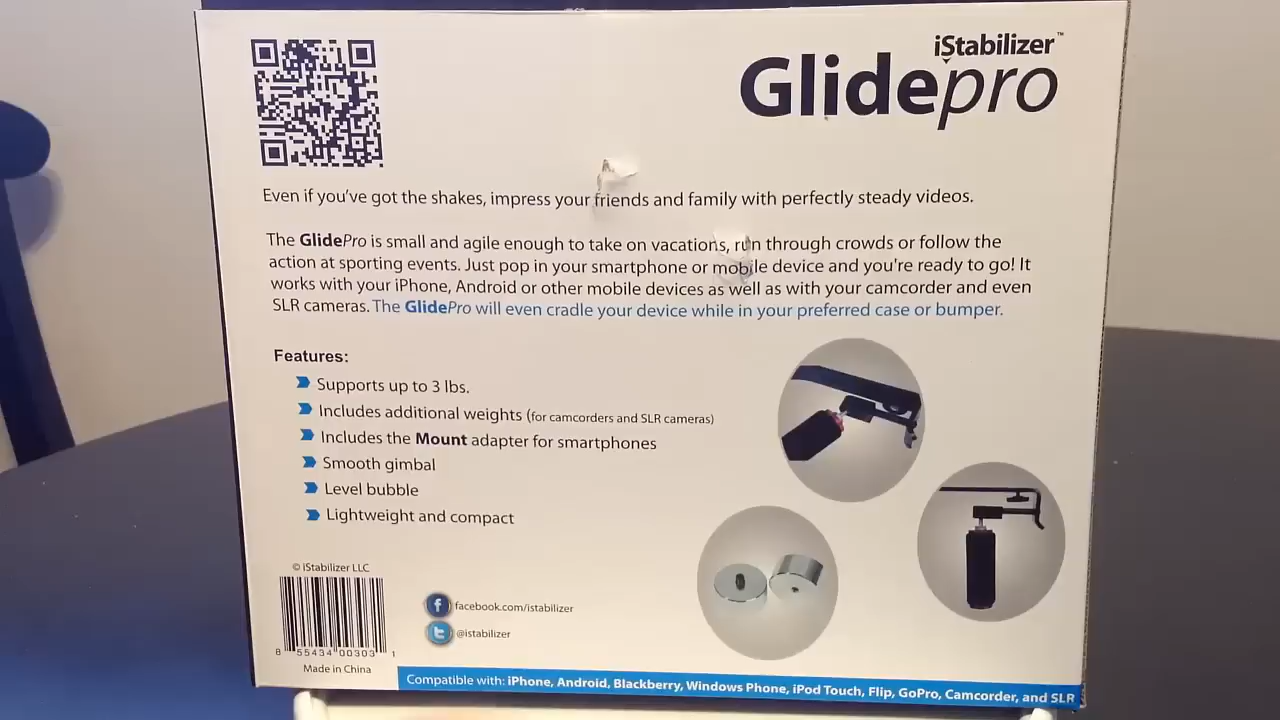 iStabilizer™
Glidepro
Even if you've got the shakes, impress your friends and family with perfectly steady videos.
The GlidePro is small and agile enough to take on vacations, run through crowds or follow the
action at sporting events. Just pop in your smartphone or mobile device and you're ready to go! It
works with your iPhone, Android or other mobile devices as well as with your camcorder and even
SLR cameras. The GlidePro will even cradle your device while in your preferred case or bumper.
Features:
Supports up to 3 lbs.
Includes additional weights (for camcorders and SLR cameras)
Includes the Mount adapter for smartphones
Smooth gimbal
Level bubble
Lightweight and compact
© iStabilizer LLC
8 55434 00303 1
Made in China
f facebook.com/istabilizer
t @istabilizer
Compatible with: iPhone, Android, Blackberry, Windows Phone, iPod Touch, Flip, GoPro, Camcorder, and SLR